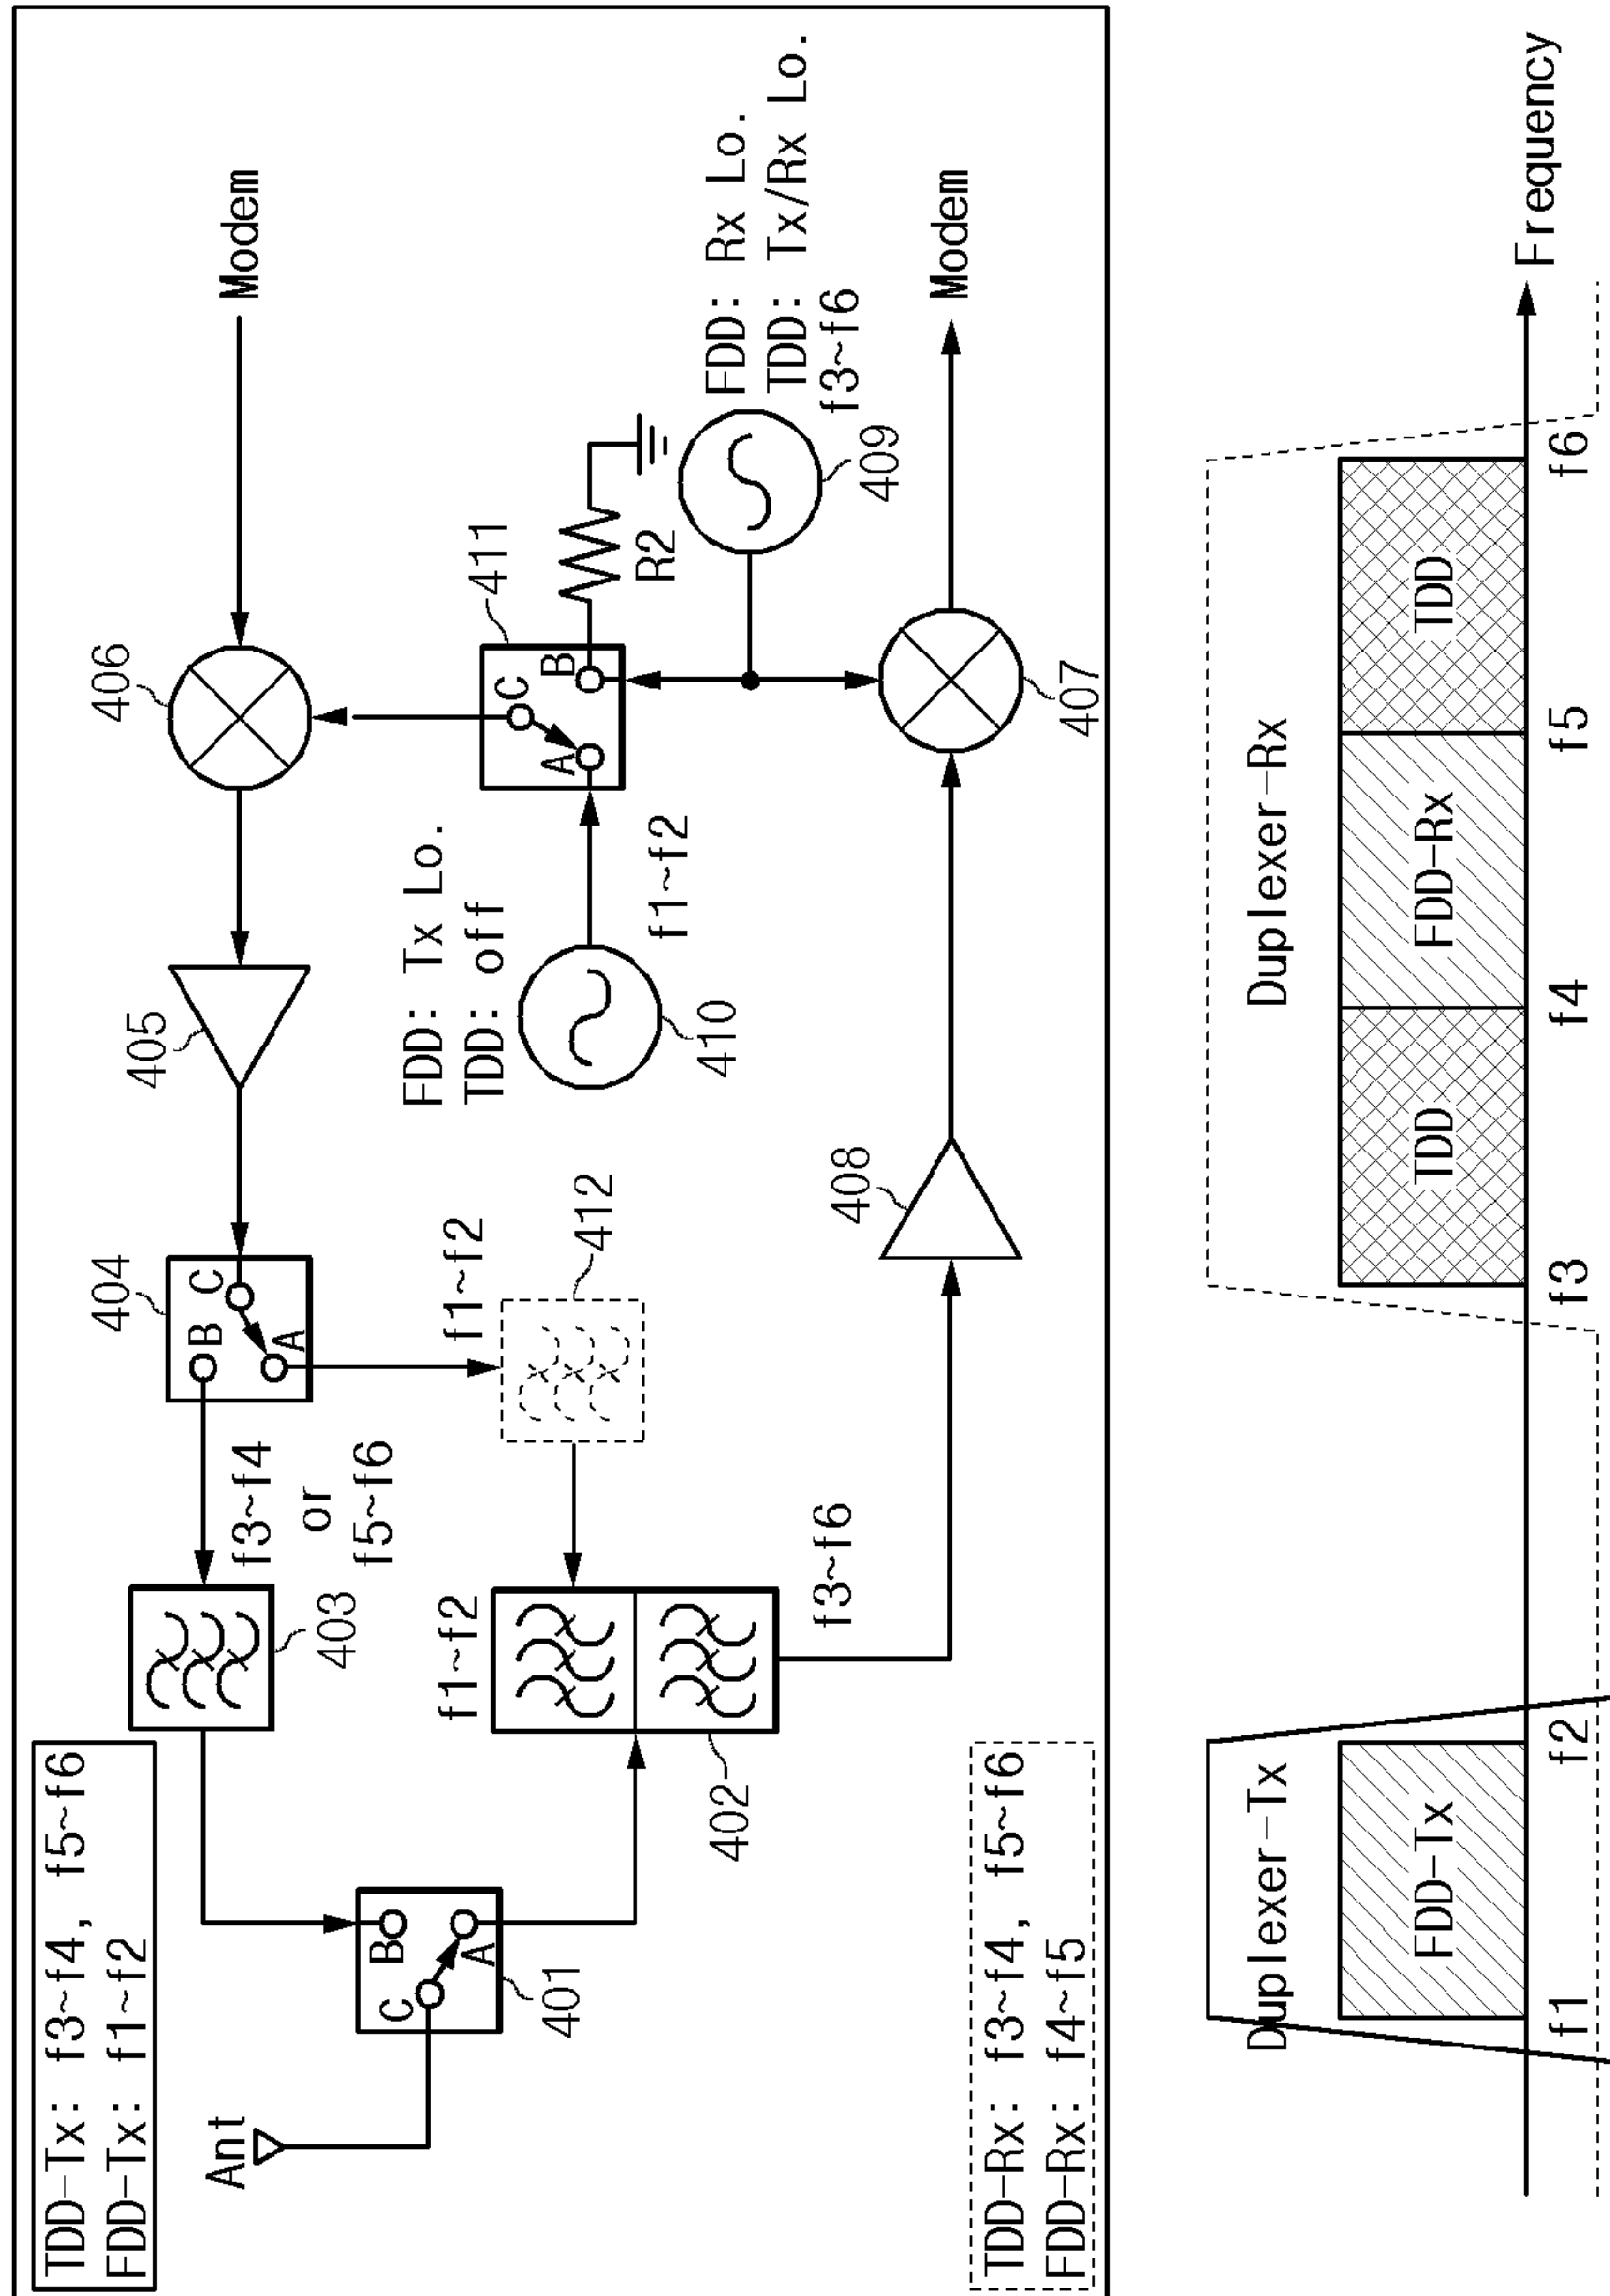 TDD-Tx: f3~f4, f5~f6
FDD-Tx: f1~f2
Ant
C
B
A
401
403
f3~f4
or
f5~f6
404
B
C
A
405
406
Modem
f1~f2
402
f1~f2
412
FDD: Tx Lo.
TDD: off
410
f1~f2
411
A
C
B
R2
FDD: Rx Lo.
TDD: Tx/Rx Lo.
f3~f6
409
f3~f6
408
407
Modem
TDD-Rx: f3~f4, f5~f6
FDD-Rx: f4~f5
Duplexer-Tx
Duplexer-Rx
FDD-Tx
TDD
FDD-Rx
TDD
Frequency
f1
f2
f3
f4
f5
f6